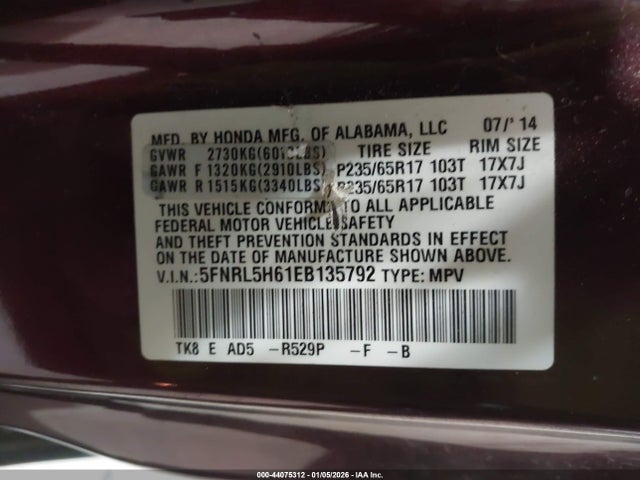 MFD. BY HONDA MFG. OF ALABAMA, LLC 07/'14
GVWR 2730KG(6019LBS) TIRE SIZE RIM SIZE
GAWR F 1320KG(2910LBS) P235/65R17 103T 17X7J
GAWR R 1515KG(3340LBS) P235/65R17 103T 17X7J
THIS VEHICLE CONFORMS TO ALL APPLICABLE
FEDERAL MOTOR VEHICLE SAFETY
AND THEFT PREVENTION STANDARDS IN EFFECT
ON THE DATE OF MANUFACTURE SHOWN ABOVE.
V.I.N.: 5FNRL5H61EB135792 TYPE: MPV
TK8 E AD5 -R529P -F -B
000-44075312 | 01/05/2026 - IAA Inc.